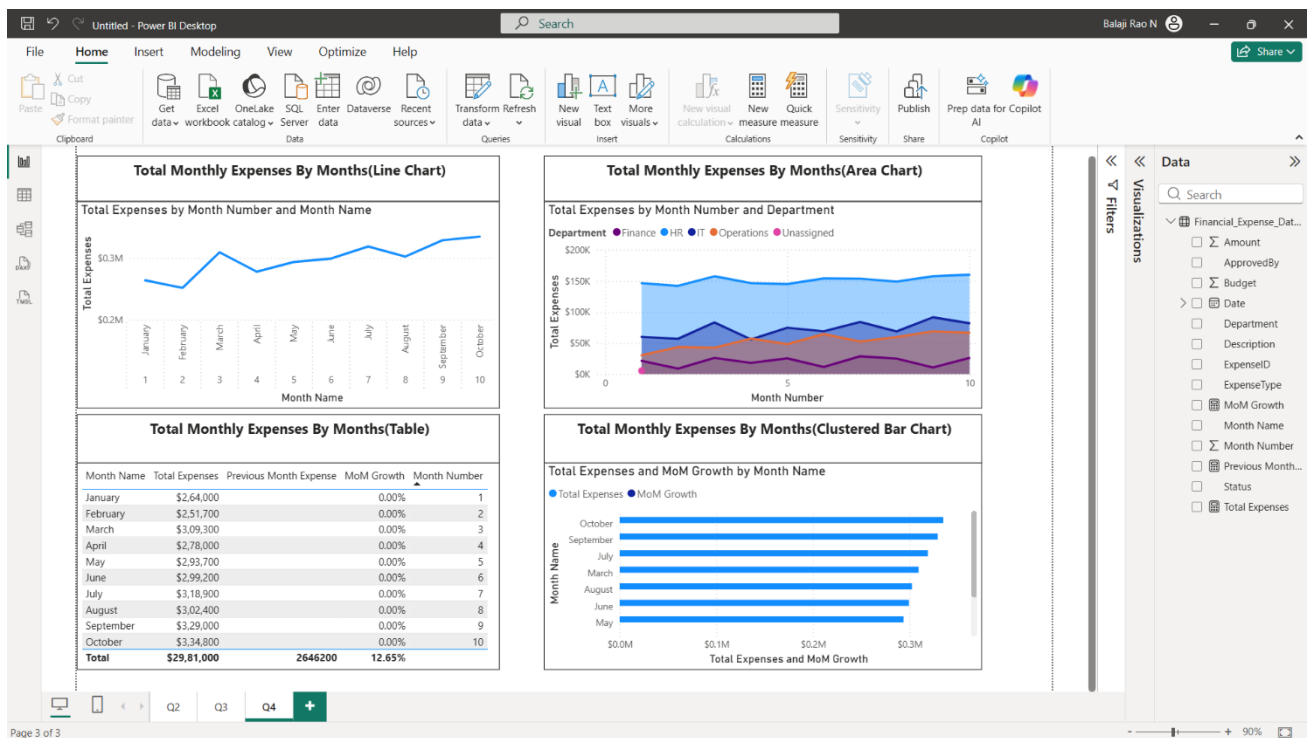 Untitled - Power BI Desktop
Search
Balaji Rao N
File Home Insert Modeling View Optimize Help
Share
Paste
Cut
Copy
Format painter
Clipboard
Get data
Excel workbook
OneLake catalog
SQL Server
Enter data
Dataverse
Recent sources
Data
Transform data
Refresh
Queries
New visual
Text box
More visuals
Insert
New visual calculation
New measure
Quick measure
Calculations
Sensitivity
Sensitivity
Publish
Share
Prep data for AI
Copilot
Copilot
DAX
TMDL
Total Monthly Expenses By Months(Line Chart)
Total Expenses by Month Number and Month Name
Total Expenses
$0.3M
$0.2M
January February March April May June July August September October
1 2 3 4 5 6 7 8 9 10
Month Name
Total Monthly Expenses By Months(Area Chart)
Total Expenses by Month Number and Department
Department Finance HR IT Operations Unassigned
Total Expenses
$200K
$150K
$100K
$50K
$0K
0 5 10
Month Number
Total Monthly Expenses By Months(Table)
Month Name Total Expenses Previous Month Expense MoM Growth Month Number
January $2,64,000 0.00% 1
February $2,51,700 0.00% 2
March $3,09,300 0.00% 3
April $2,78,000 0.00% 4
May $2,93,700 0.00% 5
June $2,99,200 0.00% 6
July $3,18,900 0.00% 7
August $3,02,400 0.00% 8
September $3,29,000 0.00% 9
October $3,34,800 0.00% 10
Total $29,81,000 2646200 12.65%
Total Monthly Expenses By Months(Clustered Bar Chart)
Total Expenses and MoM Growth by Month Name
Total Expenses MoM Growth
Month Name
October
September
July
March
August
June
May
$0.0M $0.1M $0.2M $0.3M
Total Expenses and MoM Growth
Filters
Visualizations
Data
Search
Financial_Expense_Dat...
Amount
ApprovedBy
Budget
Date
Department
Description
ExpenseID
ExpenseType
MoM Growth
Month Name
Month Number
Previous Month...
Status
Total Expenses
Q2 Q3 Q4
Page 3 of 3
90%